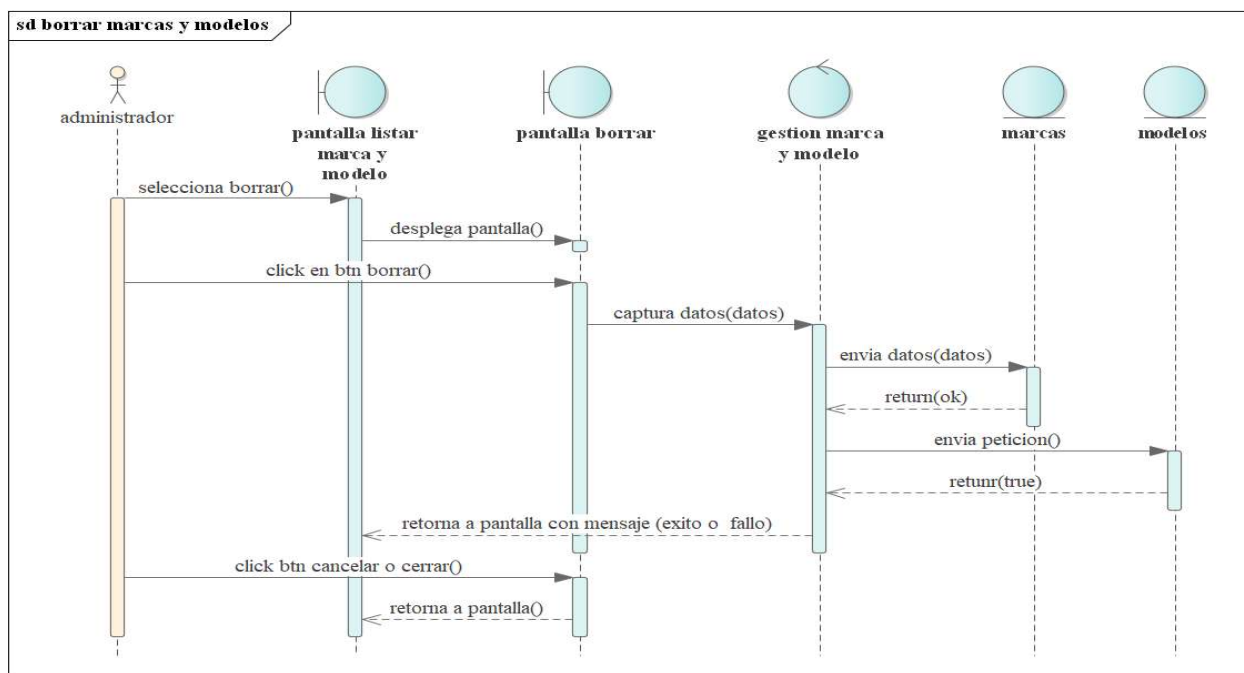 sd borrar marcas y modelos
administrador
pantalla listar
marca y
modelo
pantalla borrar
gestion marca
y modelo
marcas
modelos
selecciona borrar()
desplega pantalla()
click en btn borrar()
captura datos(datos)
envia datos(datos)
return(ok)
envia peticion()
retunr(true)
retorna a pantalla con mensaje (exito o fallo)
click btn cancelar o cerrar()
retorna a pantalla()